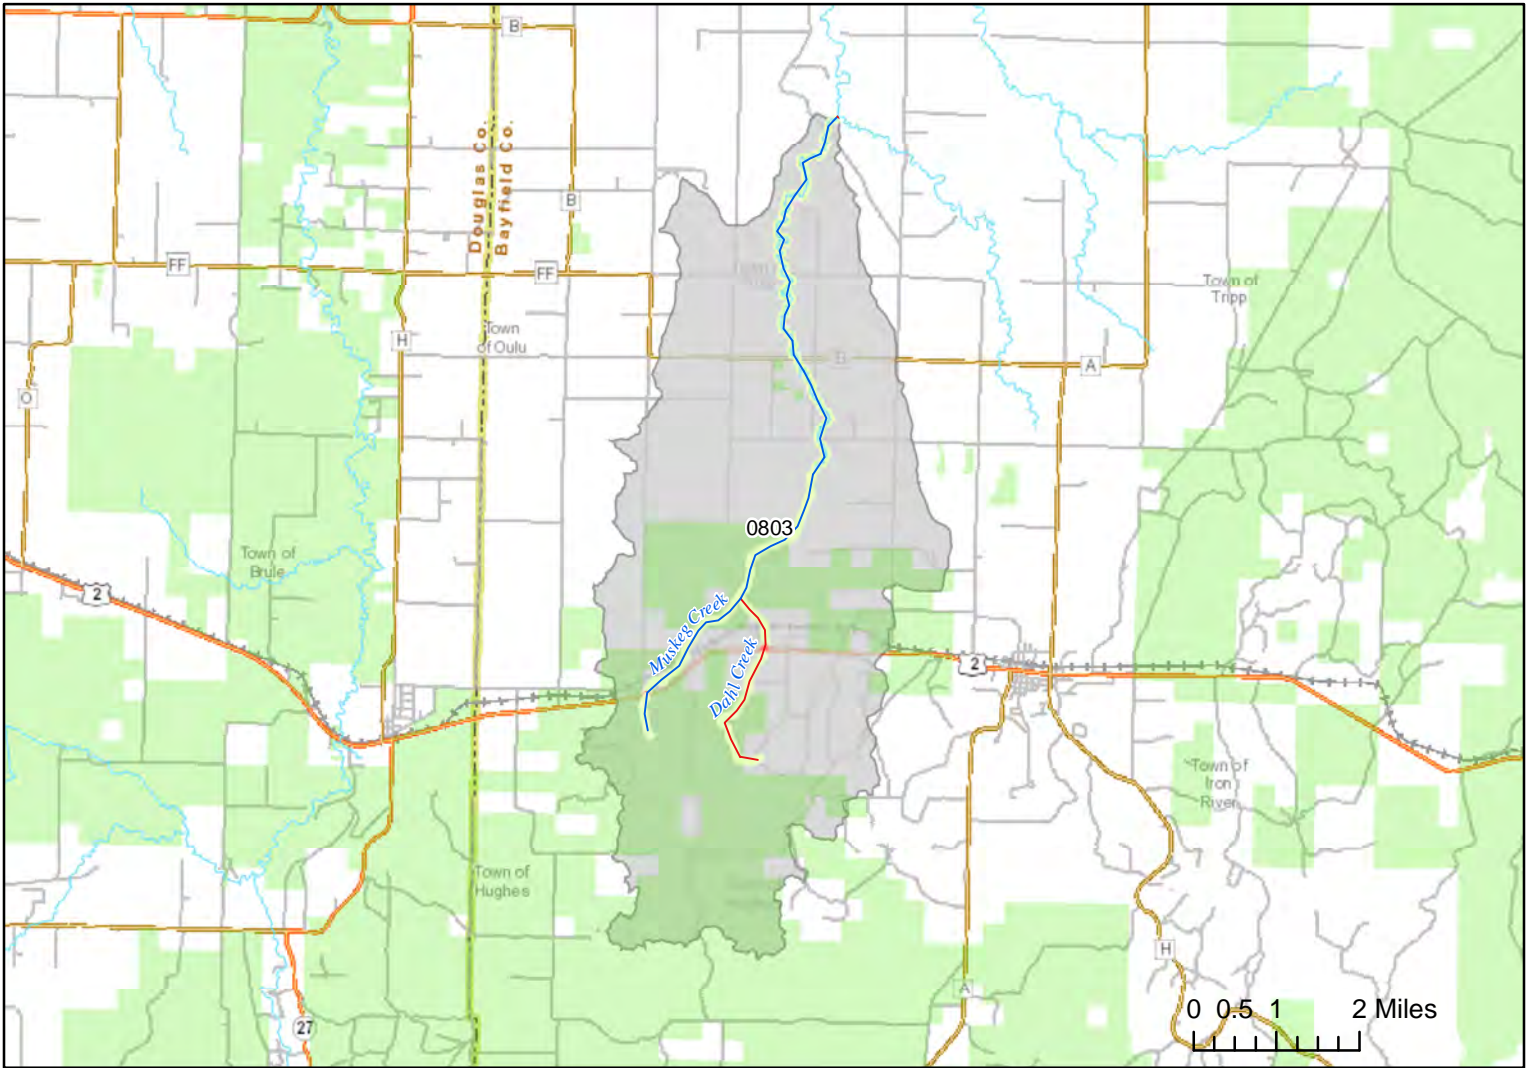 B
Douglas Co.
Bayfield Co.
B
FF
FF
Town of
Tripp
Town
of Oulu
H
A
O
0803
Town of
Brule
2
Muskeg Creek
Dahl Creek
2
Town of
Iron
River
Town of
Hughes
H
A
27
0 0.5 1 2 Miles